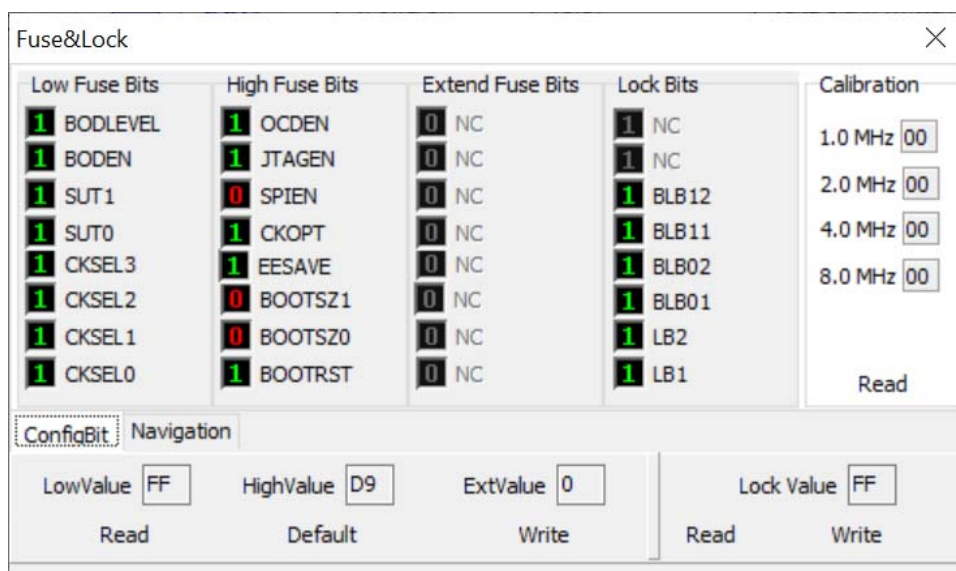 Fuse&Lock
Low Fuse Bits High Fuse Bits Extend Fuse Bits Lock Bits Calibration
1 BODLEVEL 1 OCDEN 0 NC 1 NC 1.0 MHz 00
1 BODEN 1 JTAGEN 0 NC 1 NC 2.0 MHz 00
1 SUT1 0 SPIEN 0 NC 1 BLB12 4.0 MHz 00
1 SUT0 1 CKOPT 0 NC 1 BLB11 8.0 MHz 00
1 CKSEL3 1 EESAVE 0 NC 1 BLB02
1 CKSEL2 0 BOOTSZ1 0 NC 1 BLB01
1 CKSEL1 0 BOOTSZ0 0 NC 1 LB2
1 CKSEL0 1 BOOTRST 0 NC 1 LB1 Read
ConfigBit Navigation
LowValue FF HighValue D9 ExtValue 0 Lock Value FF
Read Default Write Read Write